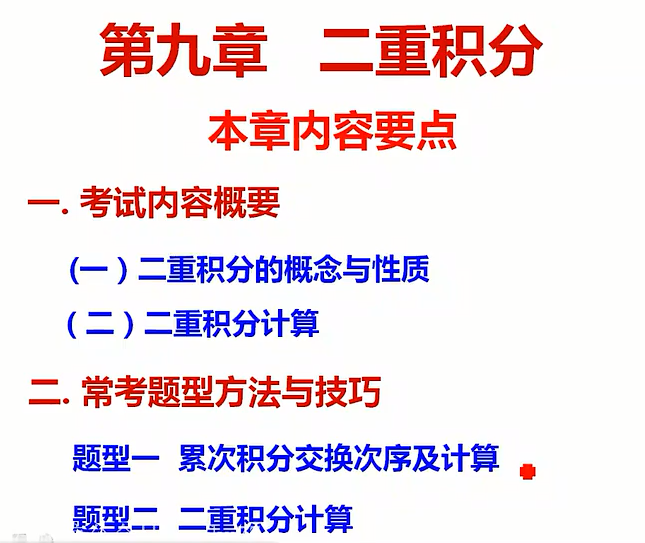 第九章 二重积分
本章内容要点
一. 考试内容概要
(一）二重积分的概念与性质
（二）二重积分计算
二. 常考题型方法与技巧
题型一 累次积分交换次序及计算
题型二 二重积分计算